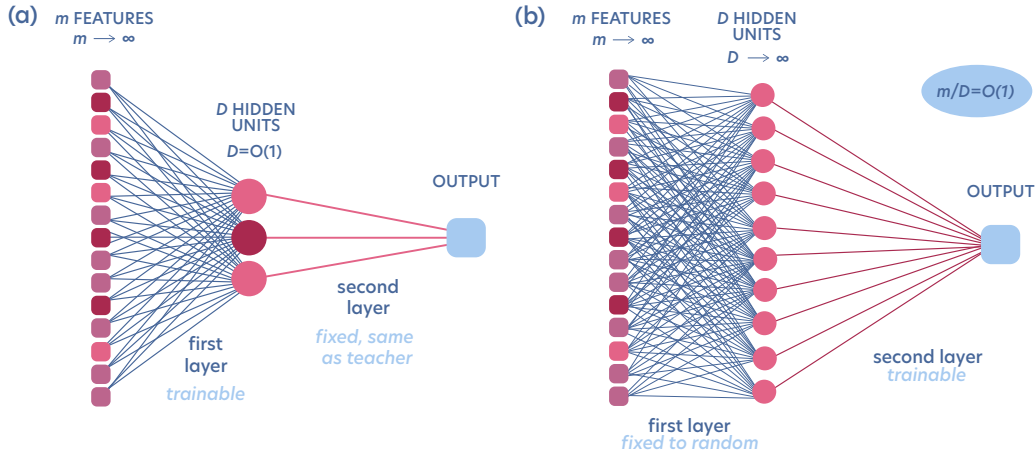 (a)
m FEATURES
m → ∞
D HIDDEN
UNITS
D=O(1)
OUTPUT
second
layer
fixed, same
as teacher
first
layer
trainable
(b)
m FEATURES
m → ∞
D HIDDEN
UNITS
D → ∞
m/D=O(1)
OUTPUT
second layer
trainable
first layer
fixed to random